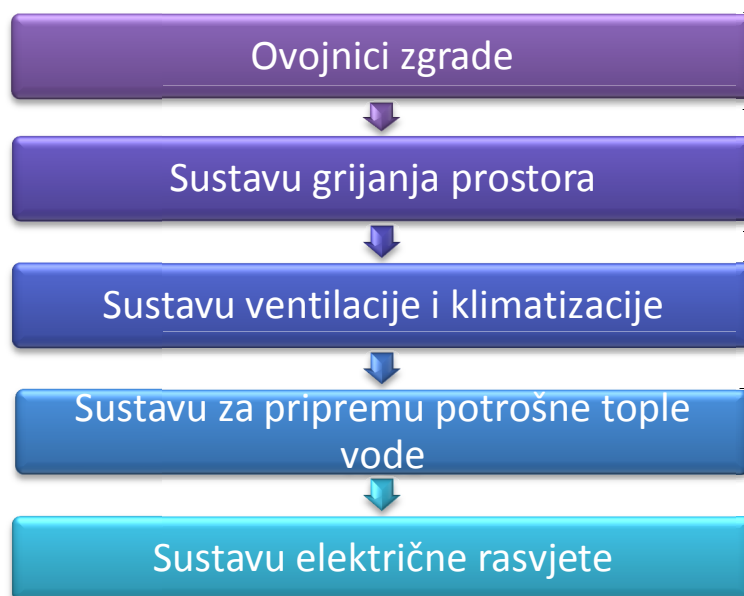 Ovojnici zgrade
Sustavu grijanja prostora
Sustavu ventilacije i klimatizacije
Sustavu za pripremu potrošne tople
vode
Sustavu električne rasvjete